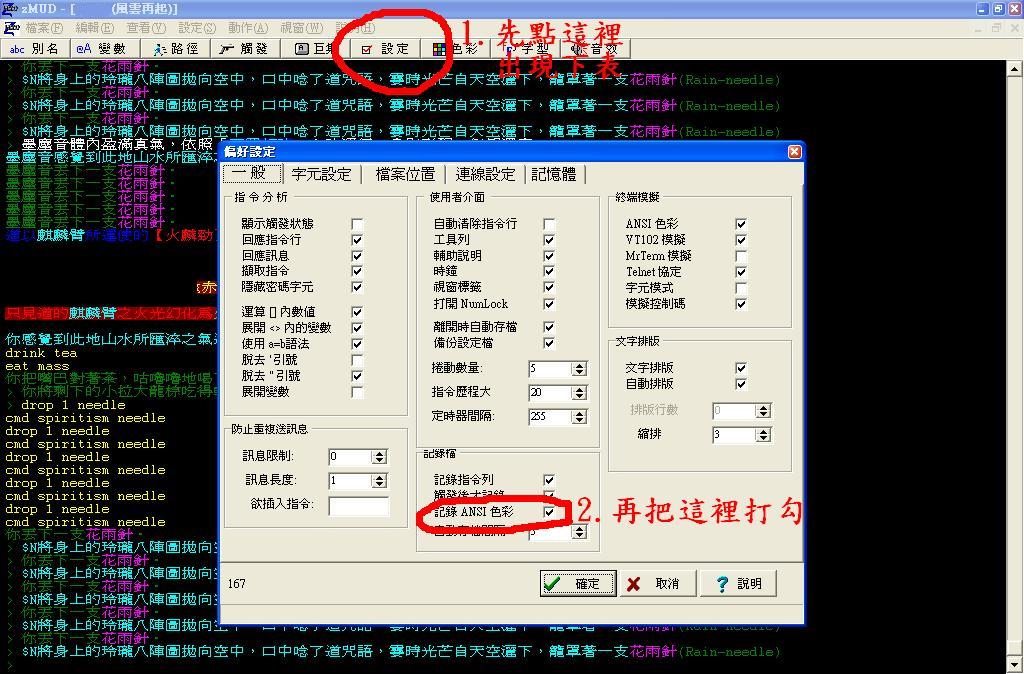 zMUD - [ (風雲再起)]
檔案(F) 編輯(E) 查看(V) zMUD 設定(S) 動作(A) 視窗(W)
abc 別名 @A 變數 路徑 觸發 設定 色彩 字型 音效
1. 先點這裡
出現下表
> 你丟下一支花雨針。
> $N將身上的玲瓏八陣圖拋向空中，口中唸了道咒語，霎時光芒自天空灑下，籠罩著一支花雨針(Rain-needle)
> 你丟下一支花雨針。
> $N將身上的玲瓏八陣圖拋向空中，口中唸了道咒語，霎時光芒自天空灑下，籠罩著一支花雨針(Rain-needle)
> 你丟下一支花雨針。
> $N將身上的玲瓏八陣圖拋向空中，口中唸了道咒語，霎時光芒自天空灑下，籠罩著一支花雨針(Rain-needle)
> 墨塵音體內盈滿真氣，依照
墨塵音感覺到此地山水所匯淬之
墨塵音丟下一支花雨針。
墨塵音丟下一支花雨針。
墨塵音丟下一支花雨針。
墨塵音丟下一支花雨針。
墨塵音丟下一支花雨針。
麒麟臂所運使的【火麟勁
只見道的麒麟臂之火光幻化爲
你感覺到此地山水所匯淬之氣
drink tea
eat mass
你把嘴巴對著茶，咕嚕嚕地喝
> 你將剩下的小拉大龍棕吃得
> drop 1 needle
cmd spiritism needle
drop 1 needle
cmd spiritism needle
drop 1 needle
cmd spiritism needle
drop 1 needle
cmd spiritism needle
drop 1 needle
cmd spiritism needle
你丟下一支花雨針。
> $N將身上的玲瓏八陣圖拋向空
> 你丟下一支花雨針。
> $N將身上的玲瓏八陣圖拋向空
> 你丟下一支花雨針。
> $N將身上的玲瓏八陣圖拋向空
> 你丟下一支花雨針。
> $N將身上的玲瓏八陣圖拋向空中，口中唸了道咒語，霎時光芒自天空灑下，籠罩著一支花雨針(Rain-needle)
> 你丟下一支花雨針。
> $N將身上的玲瓏八陣圖拋向空中，口中唸了道咒語，霎時光芒自天空灑下，籠罩著一支花雨針(Rain-needle)
>
偏好設定
一般 字元設定 檔案位置 連線設定 記憶體
指令分析
顯示觸發狀態
回應指令行
回應訊息
擷取指令
隱藏密碼字元
運算 [] 內數值
展開 <> 內的變數
使用 a=b語法
脫去 ' 引號
脫去 " 引號
展開變數
防止重複送訊息
訊息限制: 0
訊息長度: 1
欲插入指令:
使用者介面
自動清除指令行
工具列
輔助說明
時鐘
視窗標籤
打開 NumLock
離開時自動存檔
備份設定檔
捲動數量: 5
指令歷程大 20
定時器間隔: 255
記錄檔
記錄指令列
觸發後才記錄
記錄 ANSI 色彩
自動存檔間隔
2. 再把這裡打勾
終端模擬
ANSI 色彩
VT102 模擬
MrTerm 模擬
Telnet 協定
字元模式
模擬控制碼
文字排版
文字排版
自動排版
排版行數 0
縮排 3
167
確定 取消 說明